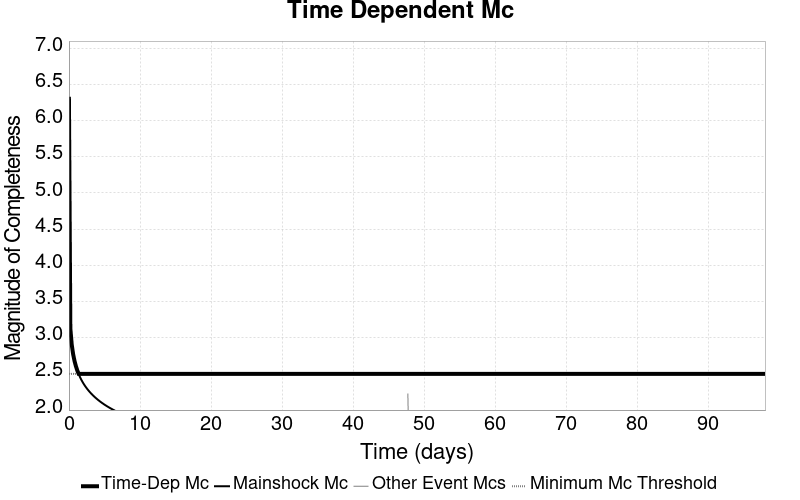 Time Dependent Mc
Magnitude of Completeness
7.0
6.5
6.0
5.5
5.0
4.5
4.0
3.5
3.0
2.5
2.0
0 10 20 30 40 50 60 70 80 90
Time (days)
Time-Dep Mc Mainshock Mc Other Event Mcs Minimum Mc Threshold